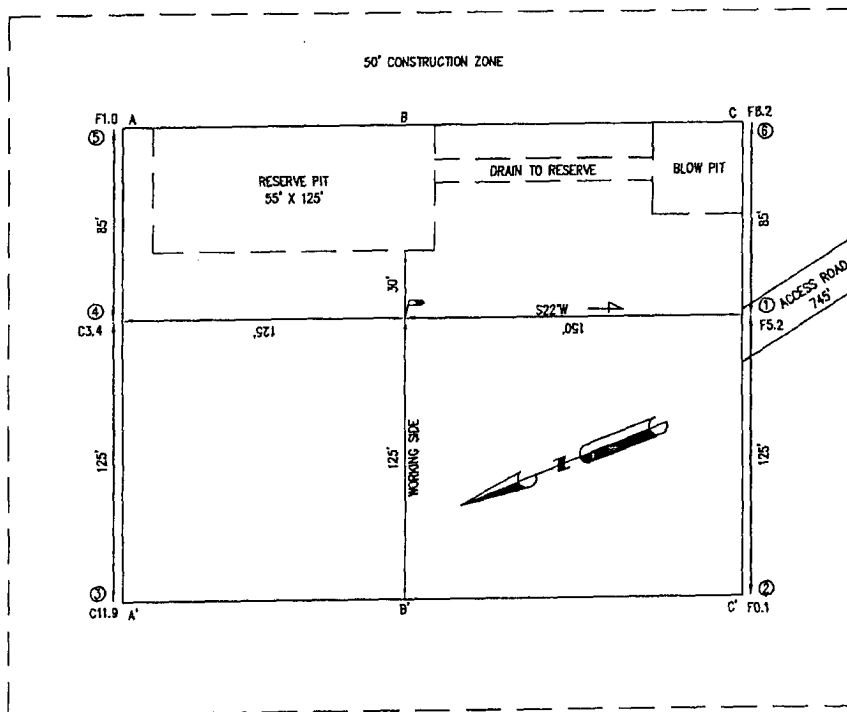 50' CONSTRUCTION ZONE
F1.0 A B C F8.2
⑤ ⑥
RESERVE PIT
55' X 125'
DRAIN TO RESERVE
BLOW PIT
85' 85'
30'
④ ① ACCESS ROAD
745'
C3.4 F5.2
S22°W
125' 150'
125' 125' 125'
WORKING SIDE
N
③ ②
C11.9 A' B' C' F0.1